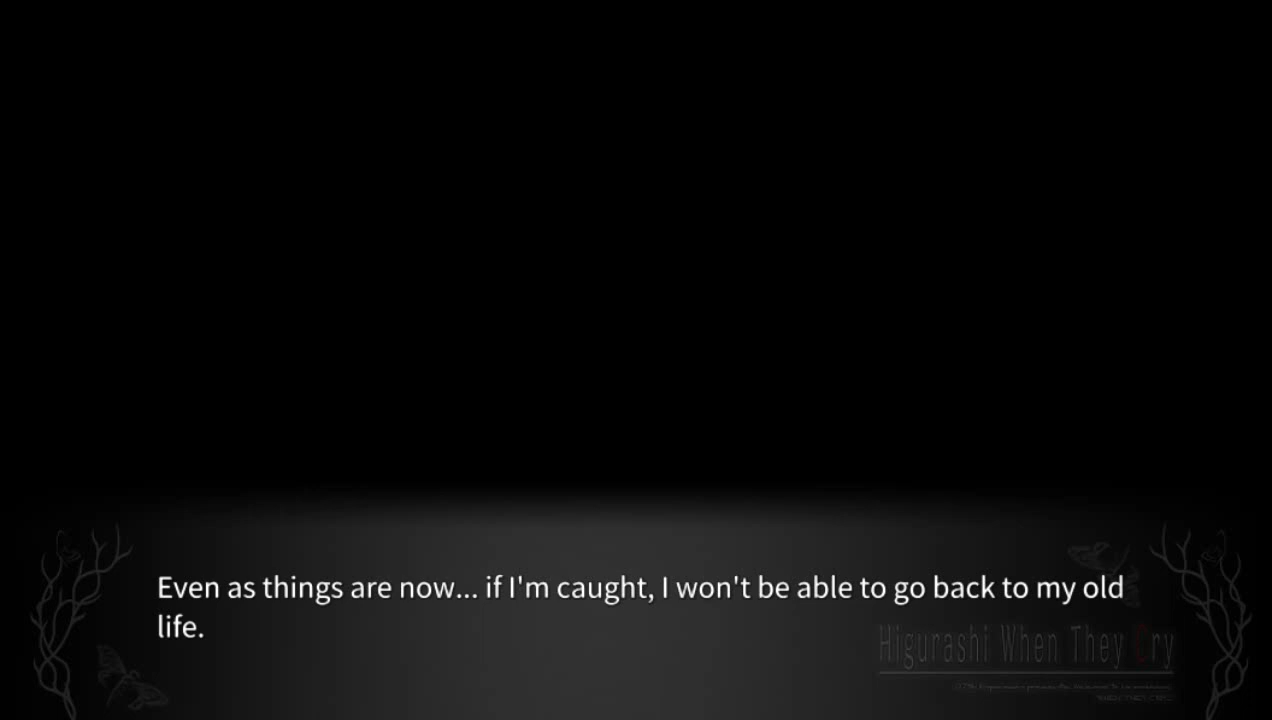 Even as things are now... if I'm caught, I won't be able to go back to my old
life.
Higurashi When They Cry